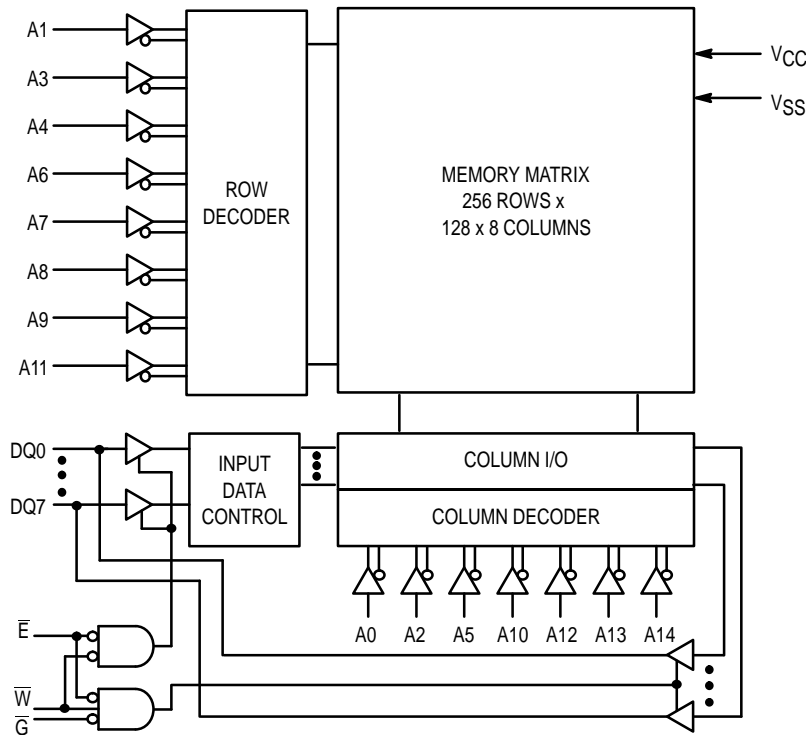 A1
A3
A4
A6
A7
A8
A9
A11
ROW
DECODER
MEMORY MATRIX
256 ROWS x
128 x 8 COLUMNS
VCC
VSS
DQ0
DQ7
INPUT
DATA
CONTROL
COLUMN I/O
COLUMN DECODER
A0 A2 A5 A10 A12 A13 A14
E̅
W̅
G̅